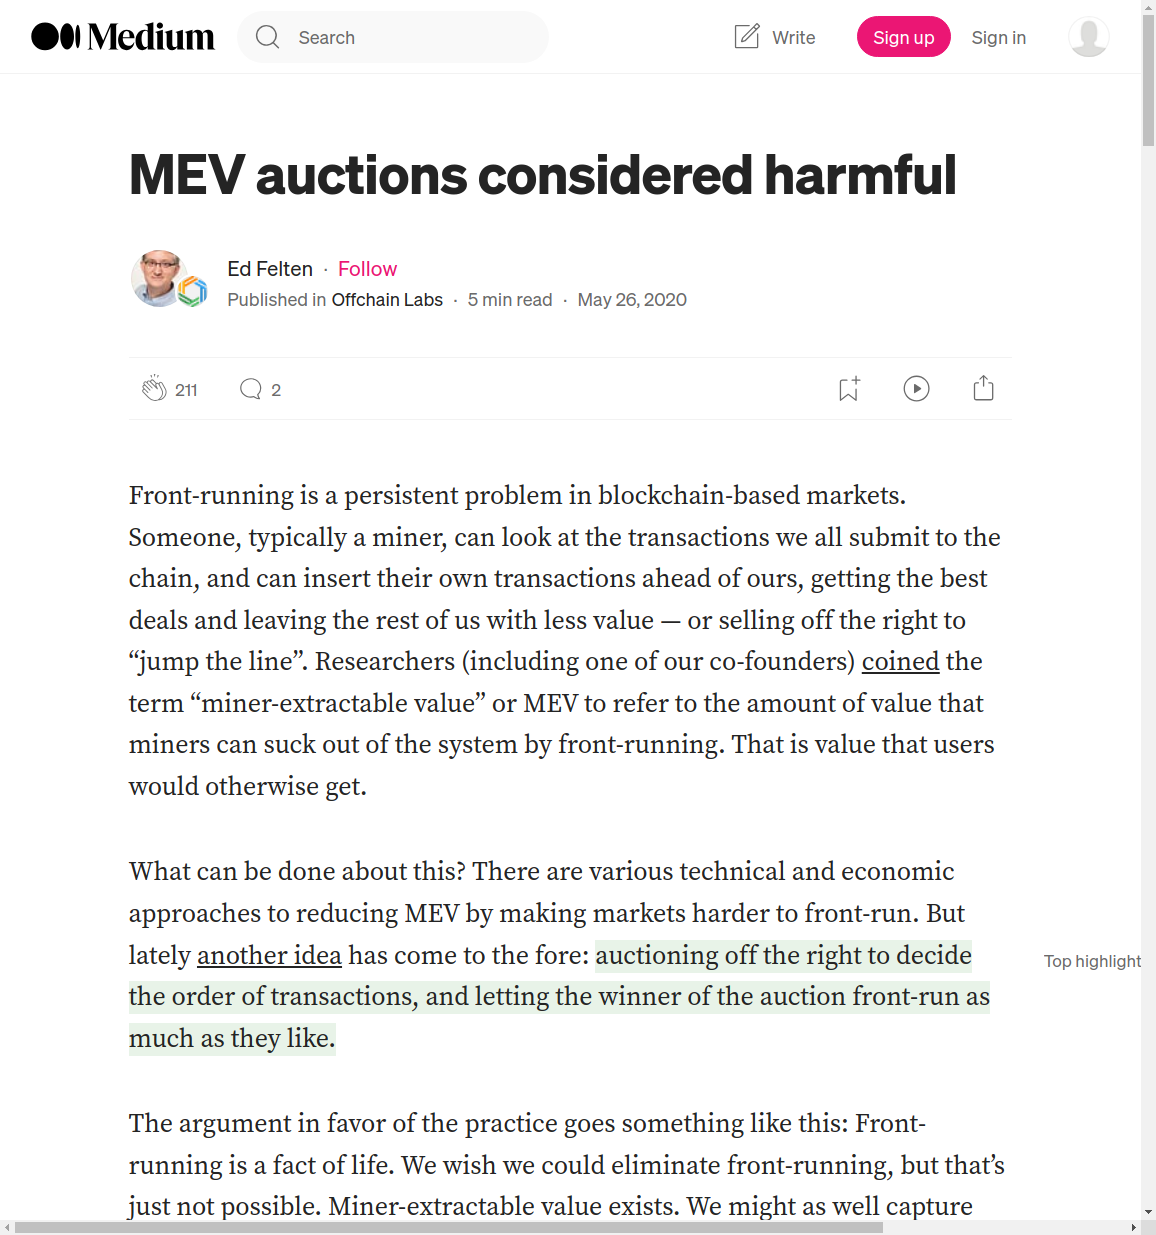 Medium
Search
Write
Sign up
Sign in
MEV auctions considered harmful
Ed Felten · Follow
Published in Offchain Labs · 5 min read · May 26, 2020
211
2
Front-running is a persistent problem in blockchain-based markets.
Someone, typically a miner, can look at the transactions we all submit to the
chain, and can insert their own transactions ahead of ours, getting the best
deals and leaving the rest of us with less value — or selling off the right to
“jump the line”. Researchers (including one of our co-founders) coined the
term “miner-extractable value” or MEV to refer to the amount of value that
miners can suck out of the system by front-running. That is value that users
would otherwise get.
What can be done about this? There are various technical and economic
approaches to reducing MEV by making markets harder to front-run. But
lately another idea has come to the fore: auctioning off the right to decide
the order of transactions, and letting the winner of the auction front-run as
much as they like.
Top highlight
The argument in favor of the practice goes something like this: Front-
running is a fact of life. We wish we could eliminate front-running, but that’s
just not possible. Miner-extractable value exists. We might as well capture